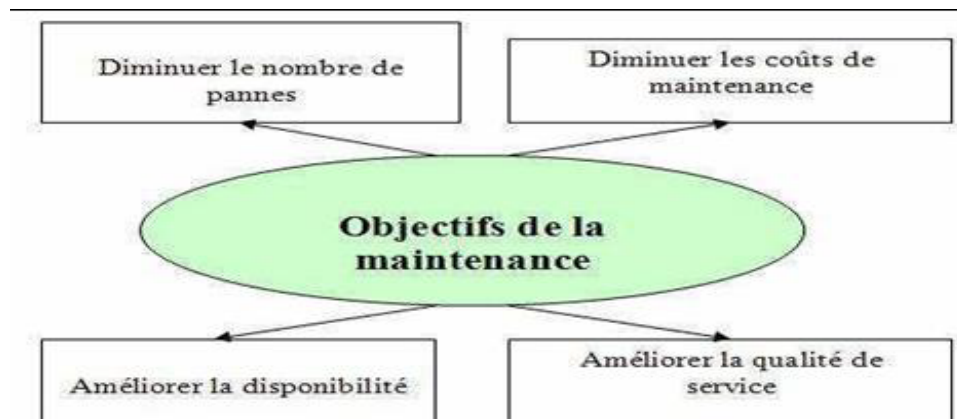 Diminuer le nombre de
pannes
Diminuer les coûts de
maintenance
Objectifs de la
maintenance
Améliorer la disponibilité
Améliorer la qualité de
service